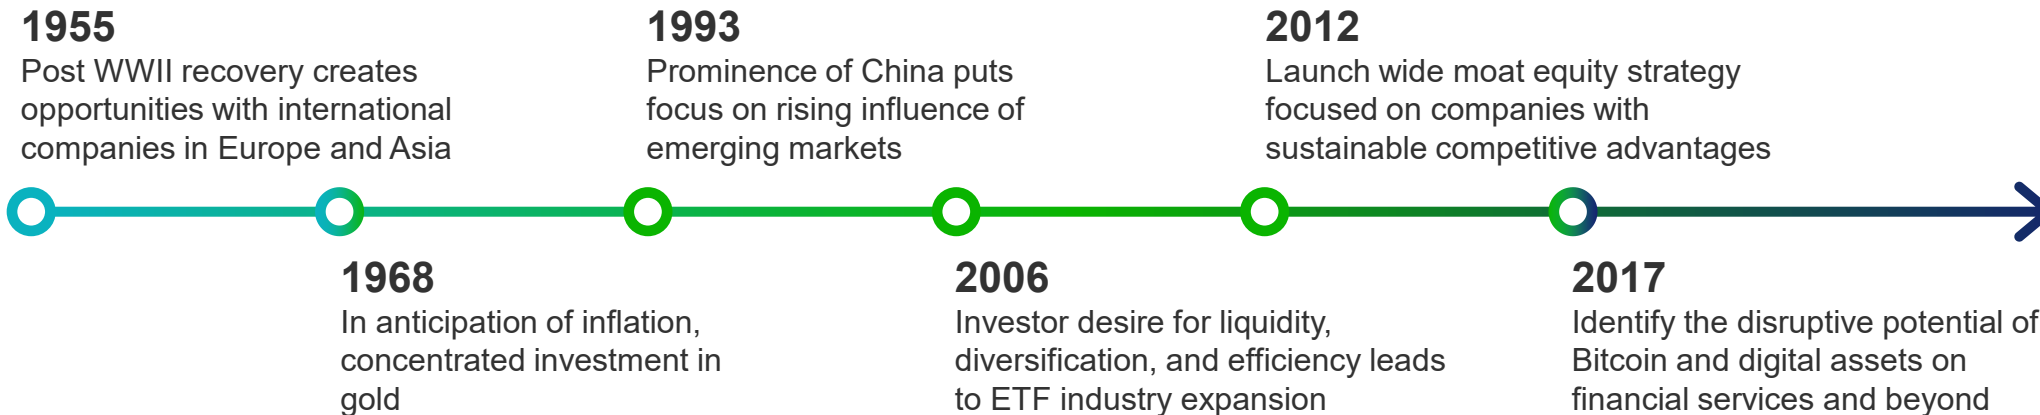 1955
Post WWII recovery creates
opportunities with international
companies in Europe and Asia
1993
Prominence of China puts
focus on rising influence of
emerging markets
2012
Launch wide moat equity strategy
focused on companies with
sustainable competitive advantages
1968
In anticipation of inflation,
concentrated investment in
gold
2006
Investor desire for liquidity,
diversification, and efficiency leads
to ETF industry expansion
2017
Identify the disruptive potential of
Bitcoin and digital assets on
financial services and beyond